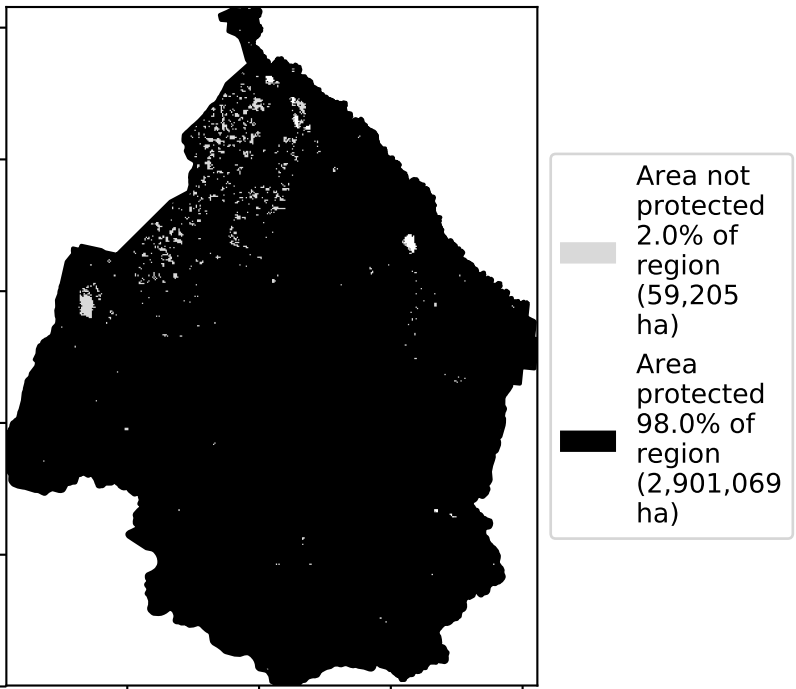 Area not
protected
2.0% of
region
(59,205
ha)
Area
protected
98.0% of
region
(2,901,069
ha)